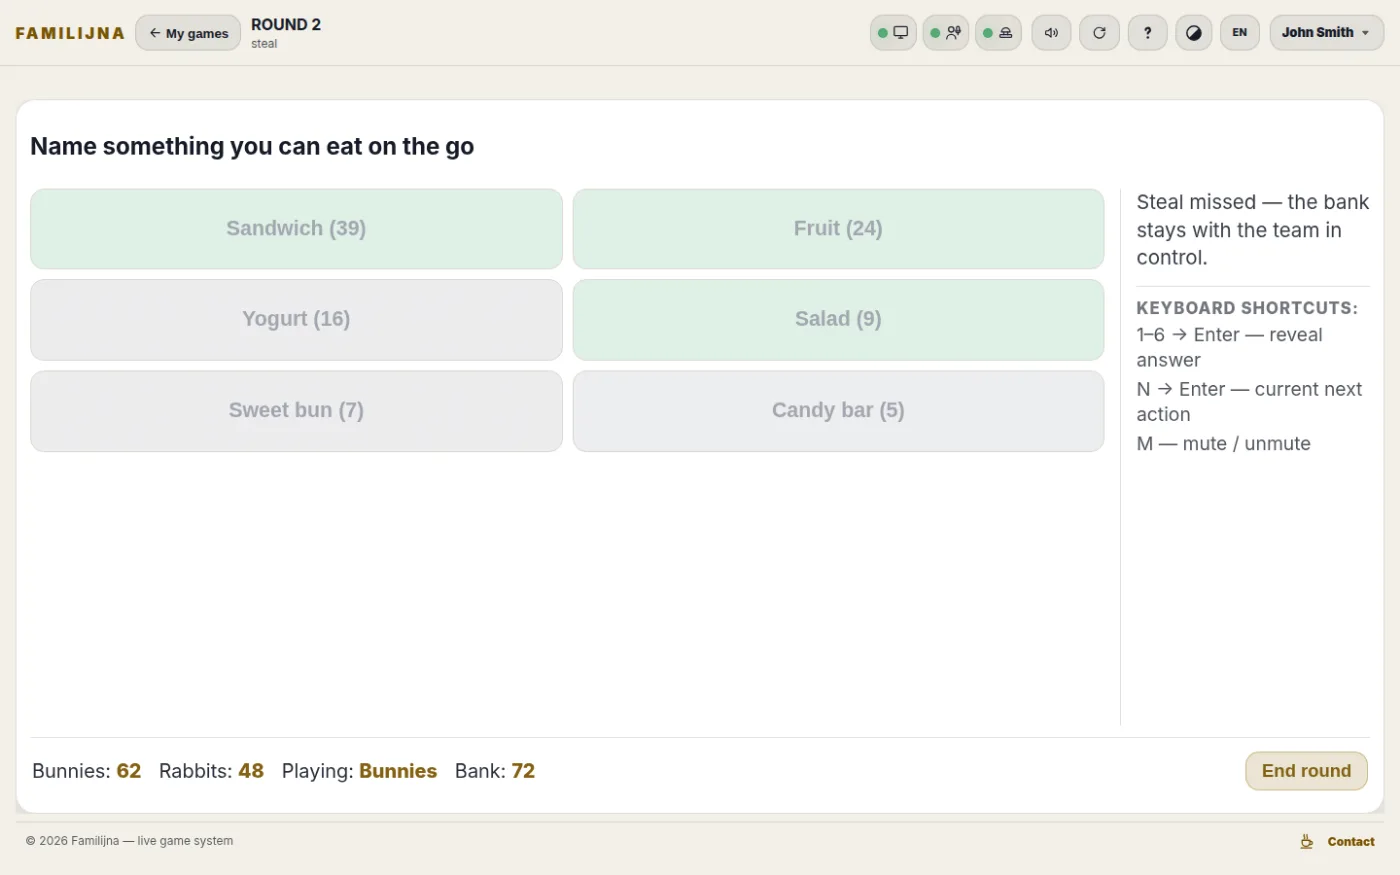 FAMILIJNA
← My games
ROUND 2
steal
?
EN
John Smith
Name something you can eat on the go
Sandwich (39)
Fruit (24)
Yogurt (16)
Salad (9)
Sweet bun (7)
Candy bar (5)
Steal missed — the bank
stays with the team in
control.
KEYBOARD SHORTCUTS:
1–6 → Enter — reveal
answer
N → Enter — current next
action
M — mute / unmute
Bunnies: 62 Rabbits: 48 Playing: Bunnies Bank: 72
End round
© 2026 Familijna — live game system
Contact